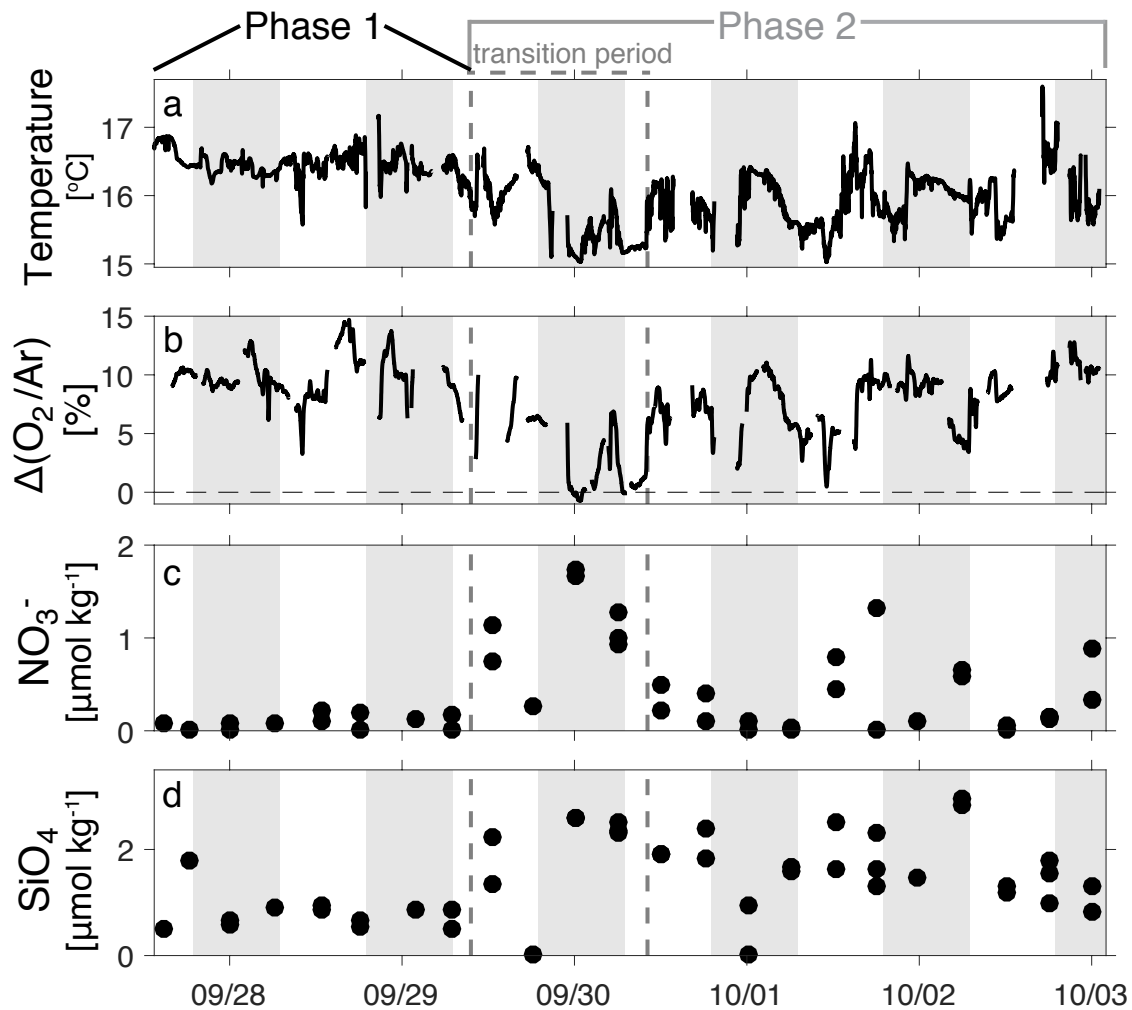 Phase 1
Phase 2
transition period
a
Temperature
[ºC]
17
16
15
b
Δ(O₂/Ar)
[%]
15
10
5
0
c
NO₃⁻
[µmol kg⁻¹]
2
1
0
d
SiO₄
[µmol kg⁻¹]
2
0
09/28 09/29 09/30 10/01 10/02 10/03